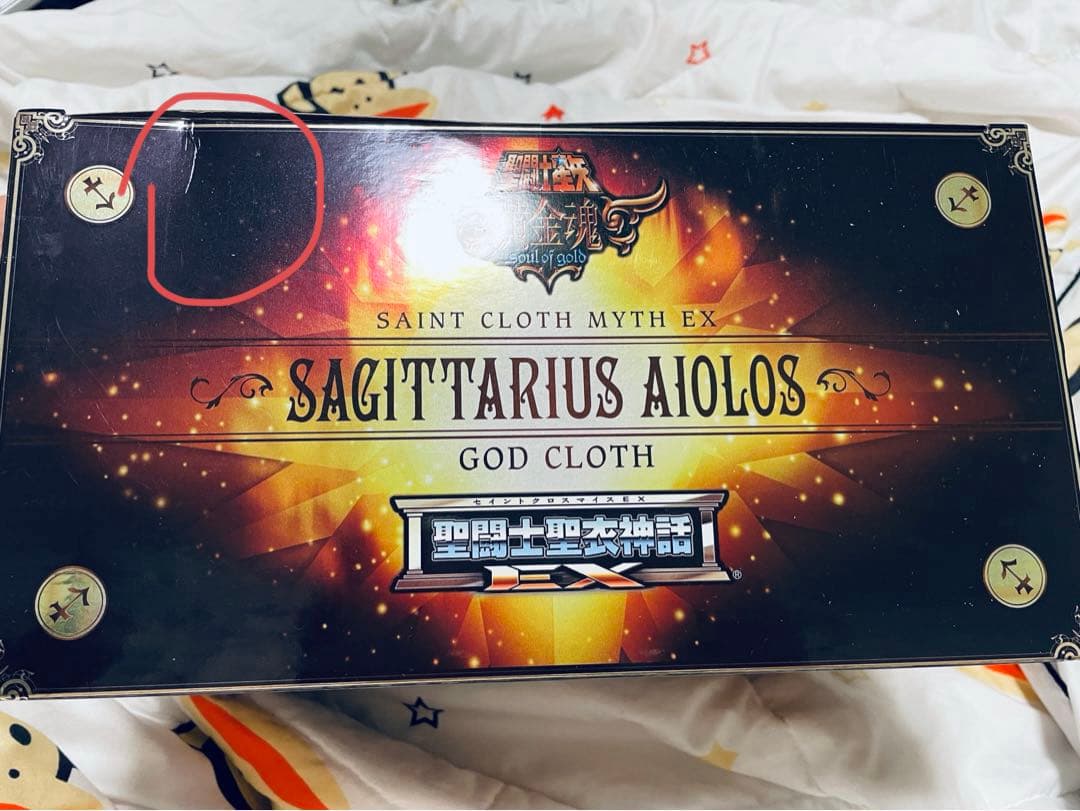 聖闘士星矢
黄金魂
soul of gold
SAINT CLOTH MYTH EX
SAGITTARIUS AIOLOS
GOD CLOTH
セイントクロスマイスEX
聖闘士聖衣神話
EX
®